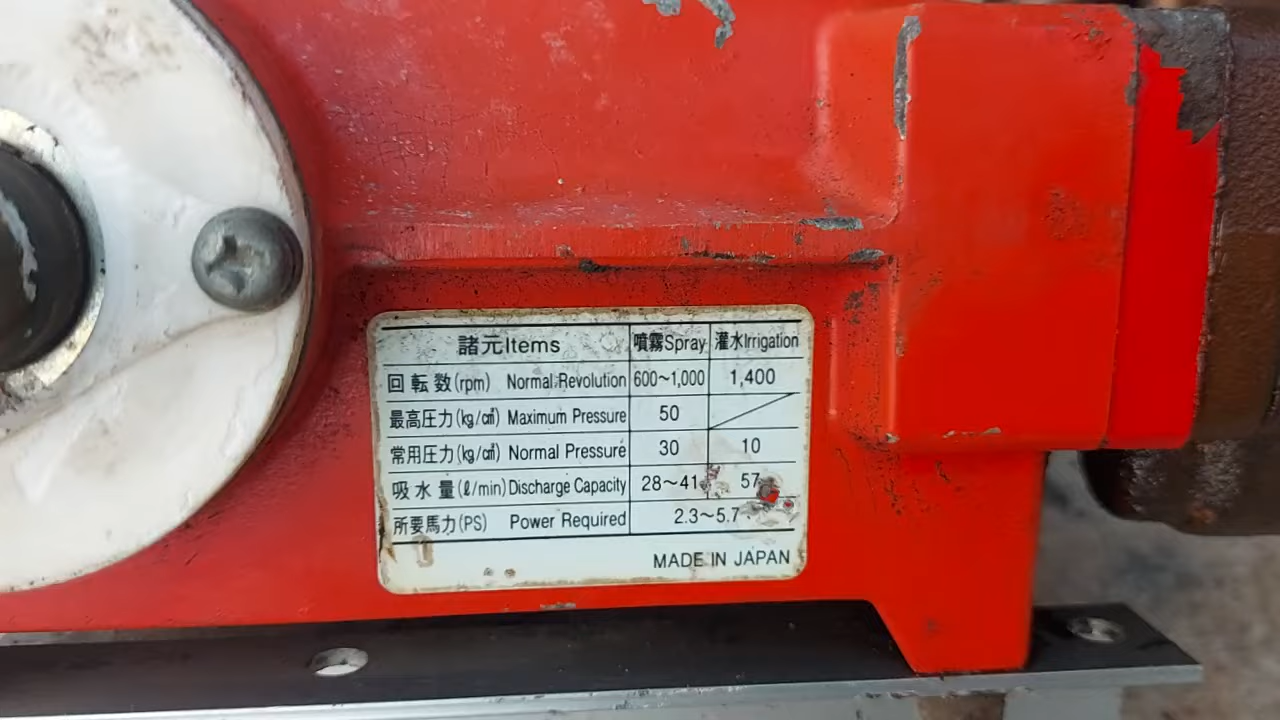 諸元Items 噴霧Spray 灌水Irrigation
回転数(rpm) Normal Revolution 600~1,000 1,400
最高圧力(kg/c㎡) Maximum Pressure 50
常用圧力(kg/c㎡) Normal Pressure 30 10
吸水量(ℓ/min) Discharge Capacity 28~41 57
所要馬力(PS) Power Required 2.3~5.7
MADE IN JAPAN